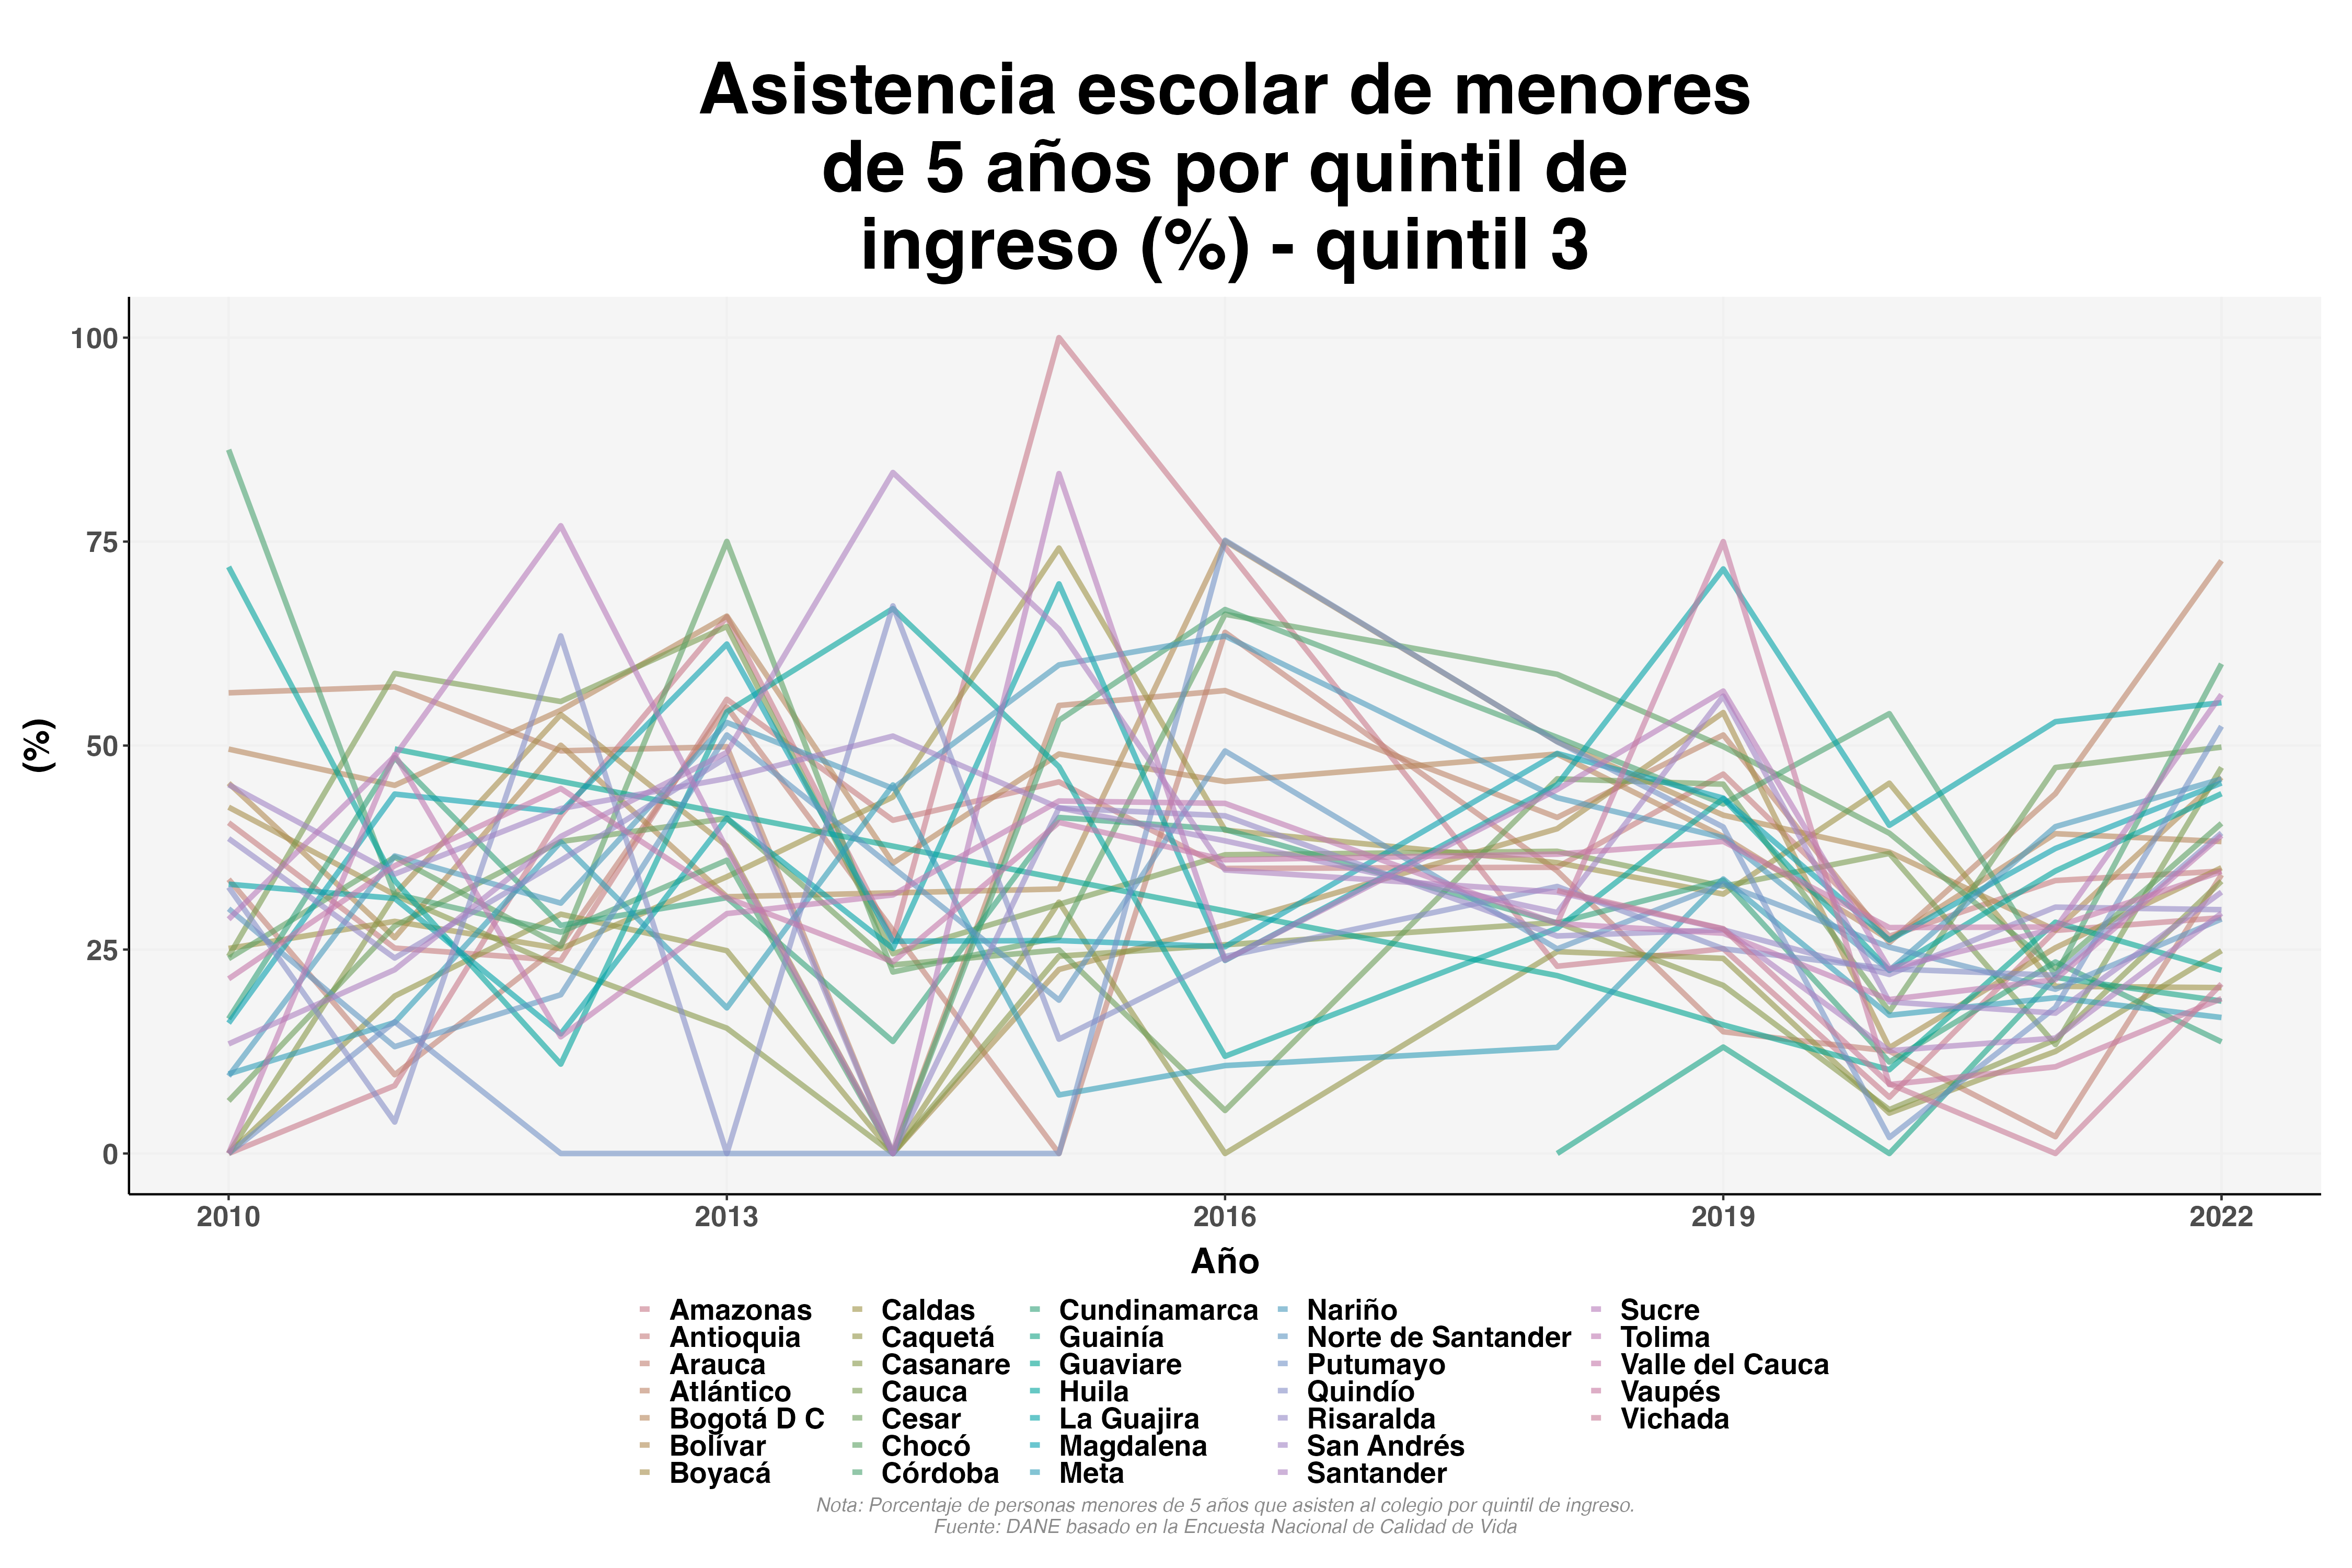 Asistencia escolar de menores
de 5 años por quintil de
ingreso (%) - quintil 3
100
75
50
25
0
(%)
2010 2013 2016 2019 2022
Año
Amazonas Caldas Cundinamarca Nariño Sucre
Antioquia Caquetá Guainía Norte de Santander Tolima
Arauca Casanare Guaviare Putumayo Valle del Cauca
Atlántico Cauca Huila Quindío Vaupés
Bogotá D C Cesar La Guajira Risaralda Vichada
Bolívar Chocó Magdalena San Andrés
Boyacá Córdoba Meta Santander
Nota: Porcentaje de personas menores de 5 años que asisten al colegio por quintil de ingreso.
Fuente: DANE basado en la Encuesta Nacional de Calidad de Vida